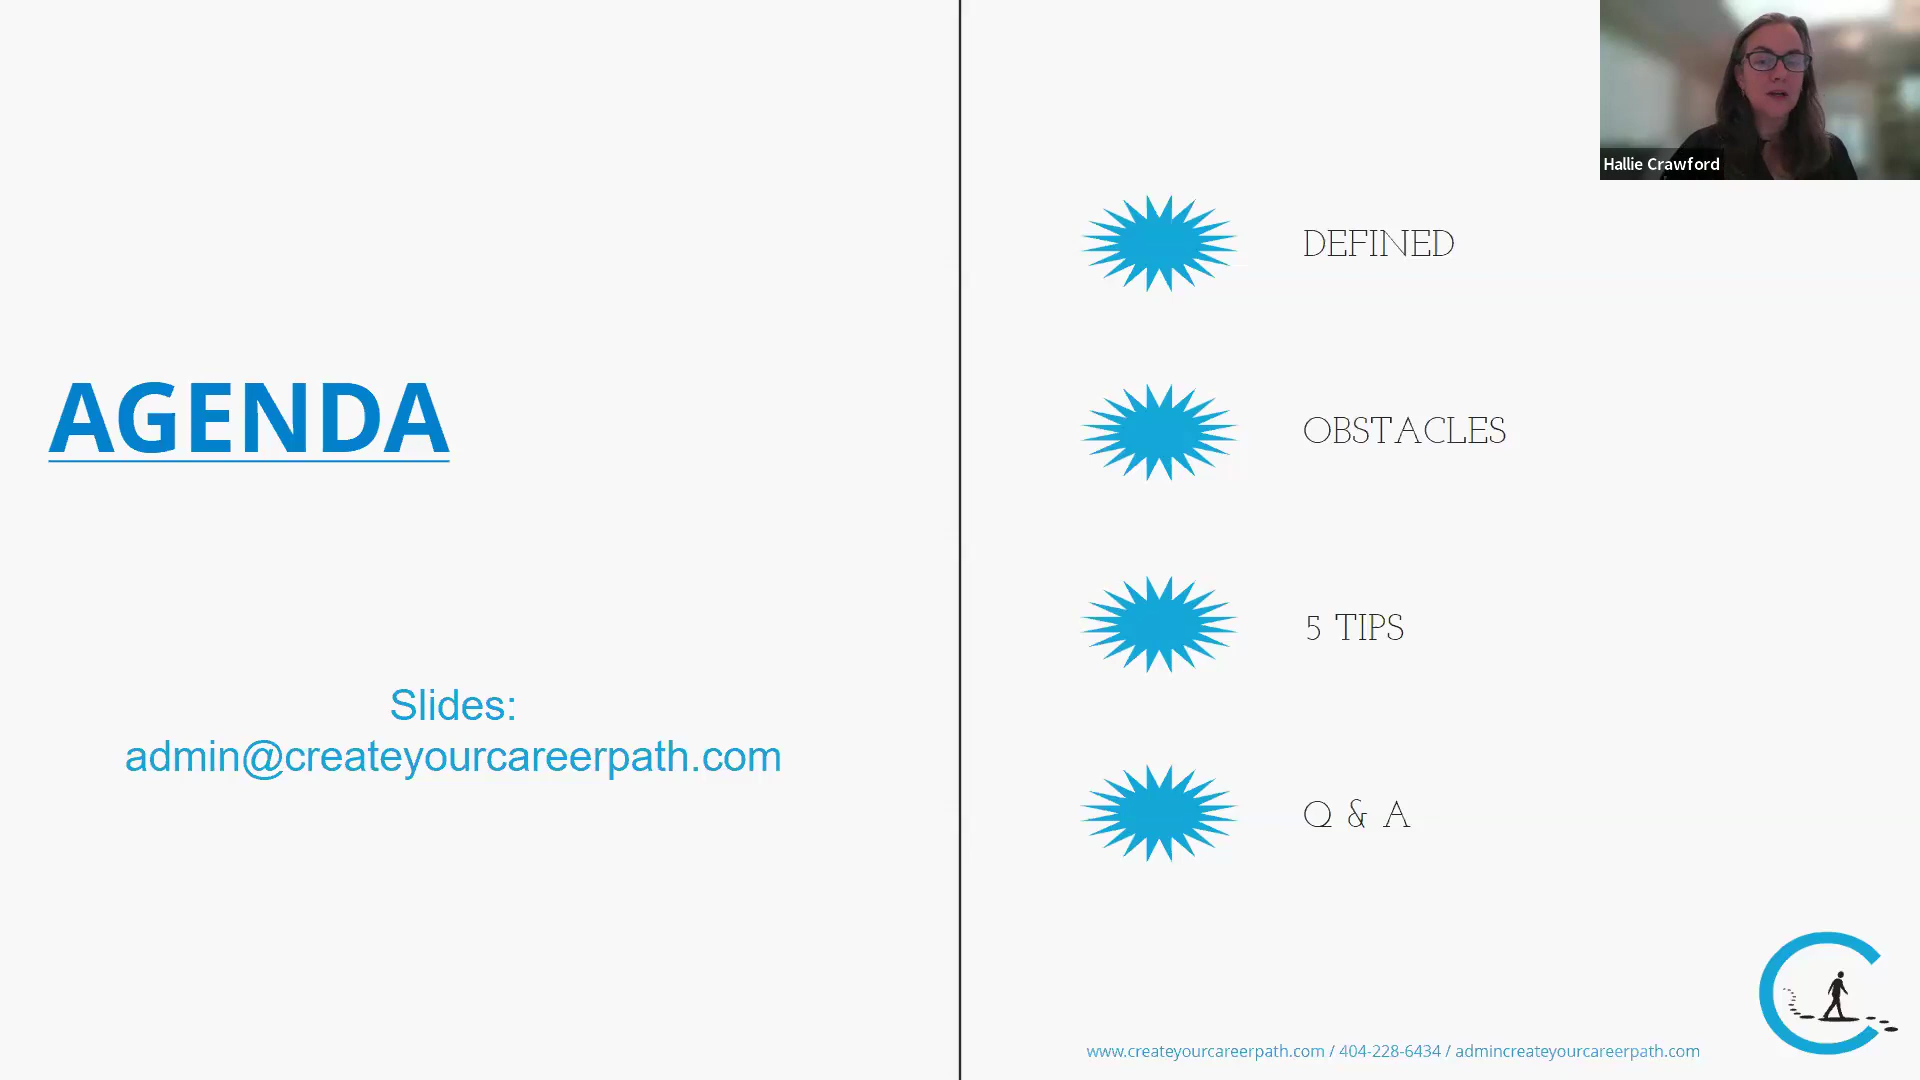 Hallie Crawford
AGENDA
Slides:
admin@createyourcareerpath.com
DEFINED
OBSTACLES
5 TIPS
Q & A
www.createyourcareerpath.com / 404-228-6434 / admincreateyourcareerpath.com